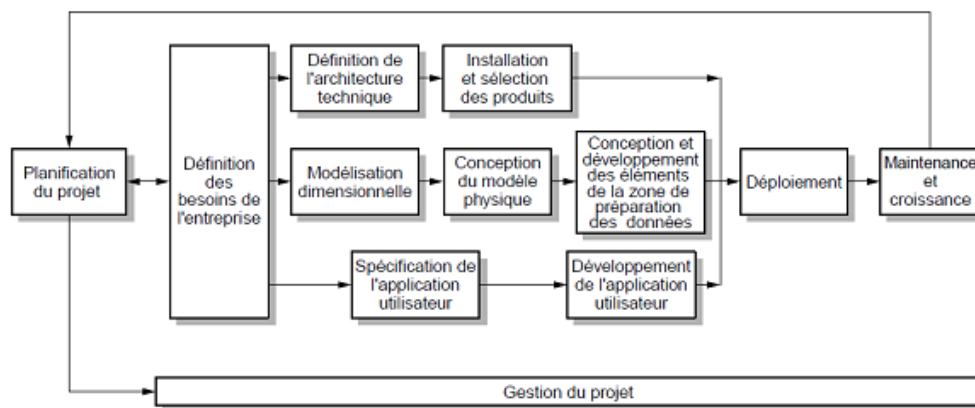 Planification
du projet
Définition
des
besoins de
l'entreprise
Définition de
l'architecture
technique
Installation
et sélection
des produits
Modélisation
dimensionnelle
Conception
du modèle
physique
Conception et
développement
des éléments
de la zone de
préparation
des données
Spécification de
l'application
utilisateur
Développement
de l'application
utilisateur
Déploiement
Maintenance
et
croissance
Gestion du projet